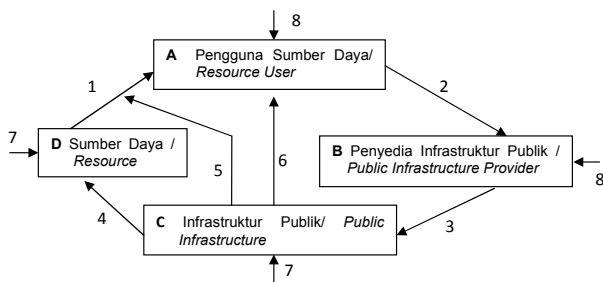 8
A Pengguna Sumber Daya/
Resource User
1
2
7
D Sumber Daya /
Resource
5
6
B Penyedia Infrastruktur Publik /
Public Infrastructure Provider
8
4
C Infrastruktur Publik/ Public
Infrastructure
3
7